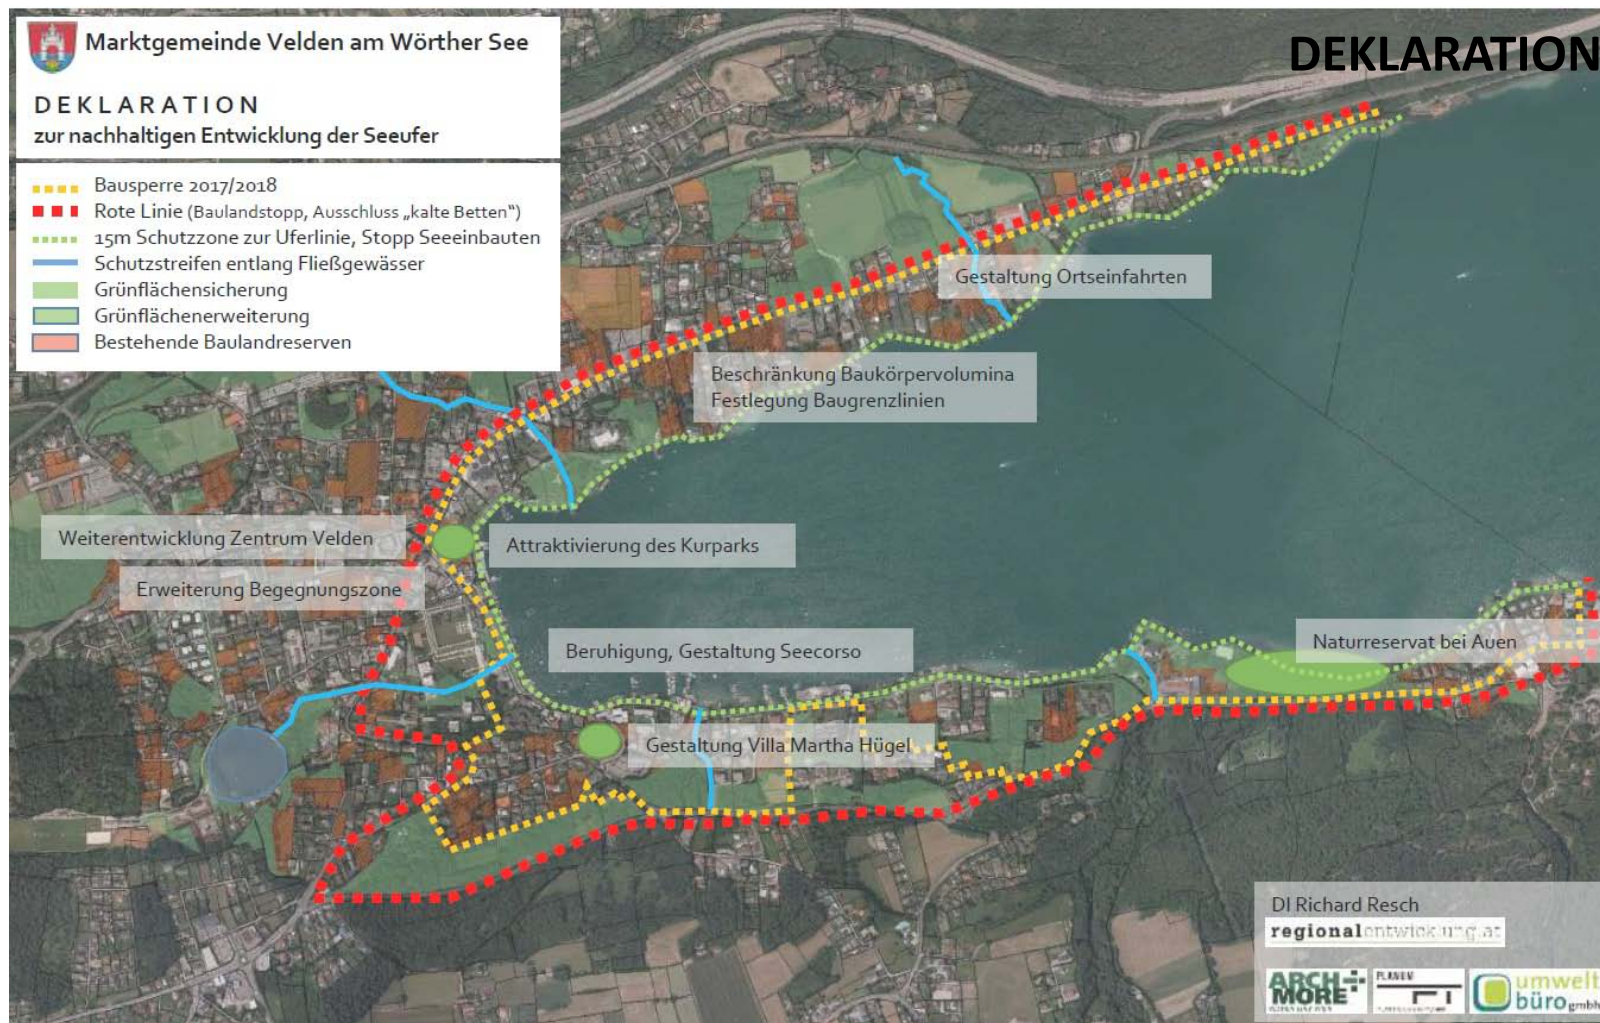 Marktgemeinde Velden am Wörther See
DEKLARATION
DEKLARATION
zur nachhaltigen Entwicklung der Seeufer
Bausperre 2017/2018
Rote Linie (Baulandstopp, Ausschluss „kalte Betten“)
15m Schutzzone zur Uferlinie, Stopp Seeeinbauten
Schutzstreifen entlang Fließgewässer
Grünflächensicherung
Grünflächenerweiterung
Bestehende Baulandreserven
Gestaltung Ortseinfahrten
Beschränkung Baukörpervolumina
Festlegung Baugrenzlinien
Weiterentwicklung Zentrum Velden
Attraktivierung des Kurparks
Erweiterung Begegnungszone
Beruhigung, Gestaltung Seecorso
Naturreservat bei Auen
Gestaltung Villa Martha Hügel
DI Richard Resch
regionalentwicklung.at
ARCH
MORE
umwelt
büro gmbh